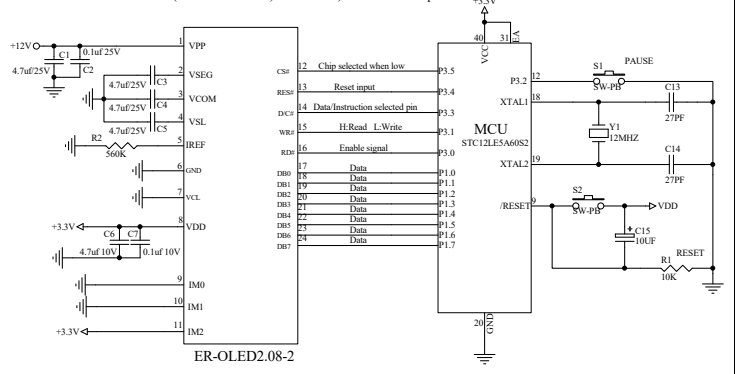 +3.3V
+12V
C1
0.1uf 25V
C2
4.7uf/25V
1 VPP
2 VSEG
3 VCOM
4 VSL
5 IREF
6 GND
7 VCL
8 VDD
9 IM0
10 IM1
11 IM2
4.7uf/25V C3
4.7uf/25V C4
4.7uf/25V C5
R2
560K
+3.3V
C6 C7
4.7uf 10V 0.1uf 10V
+3.3V
ER-OLED2.08-2
CS# 12 Chip selected when low P3.5
RES# 13 Reset input P3.4
D/C# 14 Data/Instruction selected pin P3.3
WR# 15 H:Read L:Write P3.1
RD# 16 Enable signal P3.0
DB0 17 Data P1.0
DB1 18 Data P1.1
DB2 19 Data P1.2
DB3 20 Data P1.3
DB4 21 Data P1.4
DB5 22 Data P1.5
DB6 23 Data P1.6
DB7 24 Data P1.7
40 31
VCC EA
MCU
STC12LE5A60S2
P3.2 12
XTAL1 18
XTAL2 19
/RESET 9
20 GND
S1 PAUSE
SW-PB
C13
27PF
Y1
12MHZ
C14
27PF
S2
SW-PB
VDD
C15
10UF
RESET
R1
10K